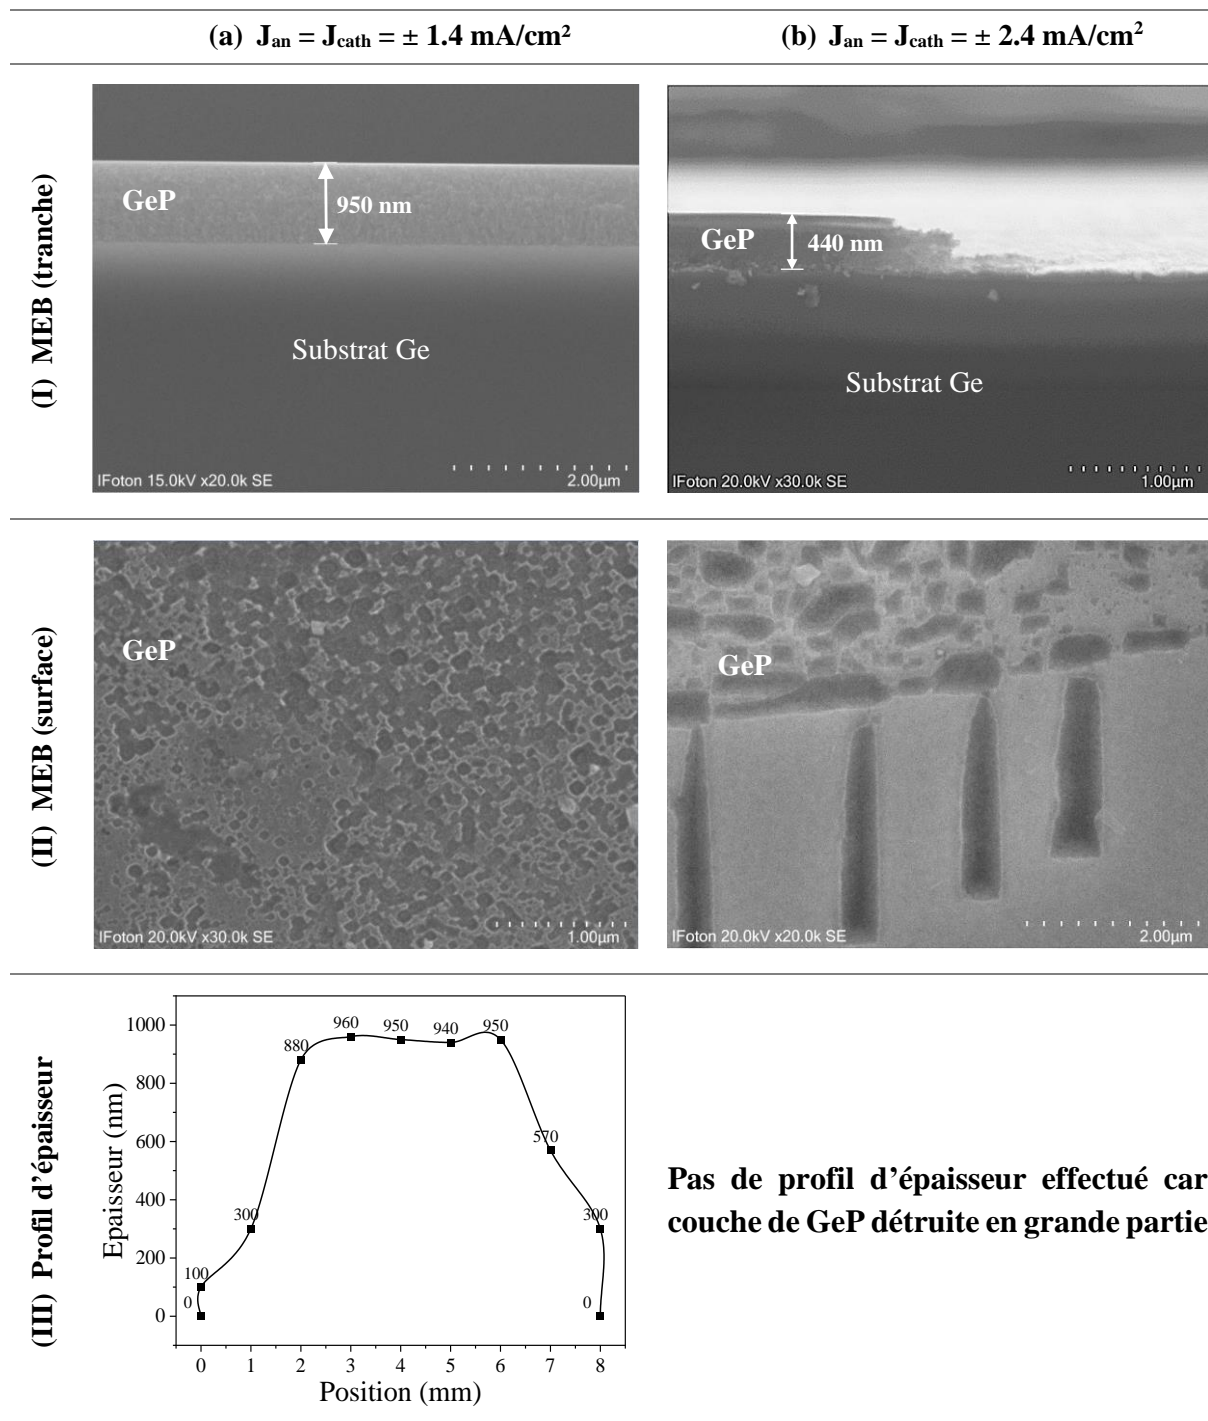 (a) Jan = Jcath = ± 1.4 mA/cm²
(b) Jan = Jcath = ± 2.4 mA/cm²
(I) MEB (tranche)
GeP
950 nm
Substrat Ge
IFoton 15.0kV x20.0k SE
2.00µm
GeP
440 nm
Substrat Ge
IFoton 20.0kV x30.0k SE
1.00µm
(II) MEB (surface)
GeP
IFoton 20.0kV x30.0k SE
1.00µm
GeP
IFoton 20.0kV x20.0k SE
2.00µm
(III) Profil d'épaisseur
Epaisseur (nm)
1000
800
600
400
200
0
0
100
300
880
960
950
940
950
570
300
0
0 1 2 3 4 5 6 7 8
Position (mm)
Pas de profil d'épaisseur effectué car
couche de GeP détruite en grande partie